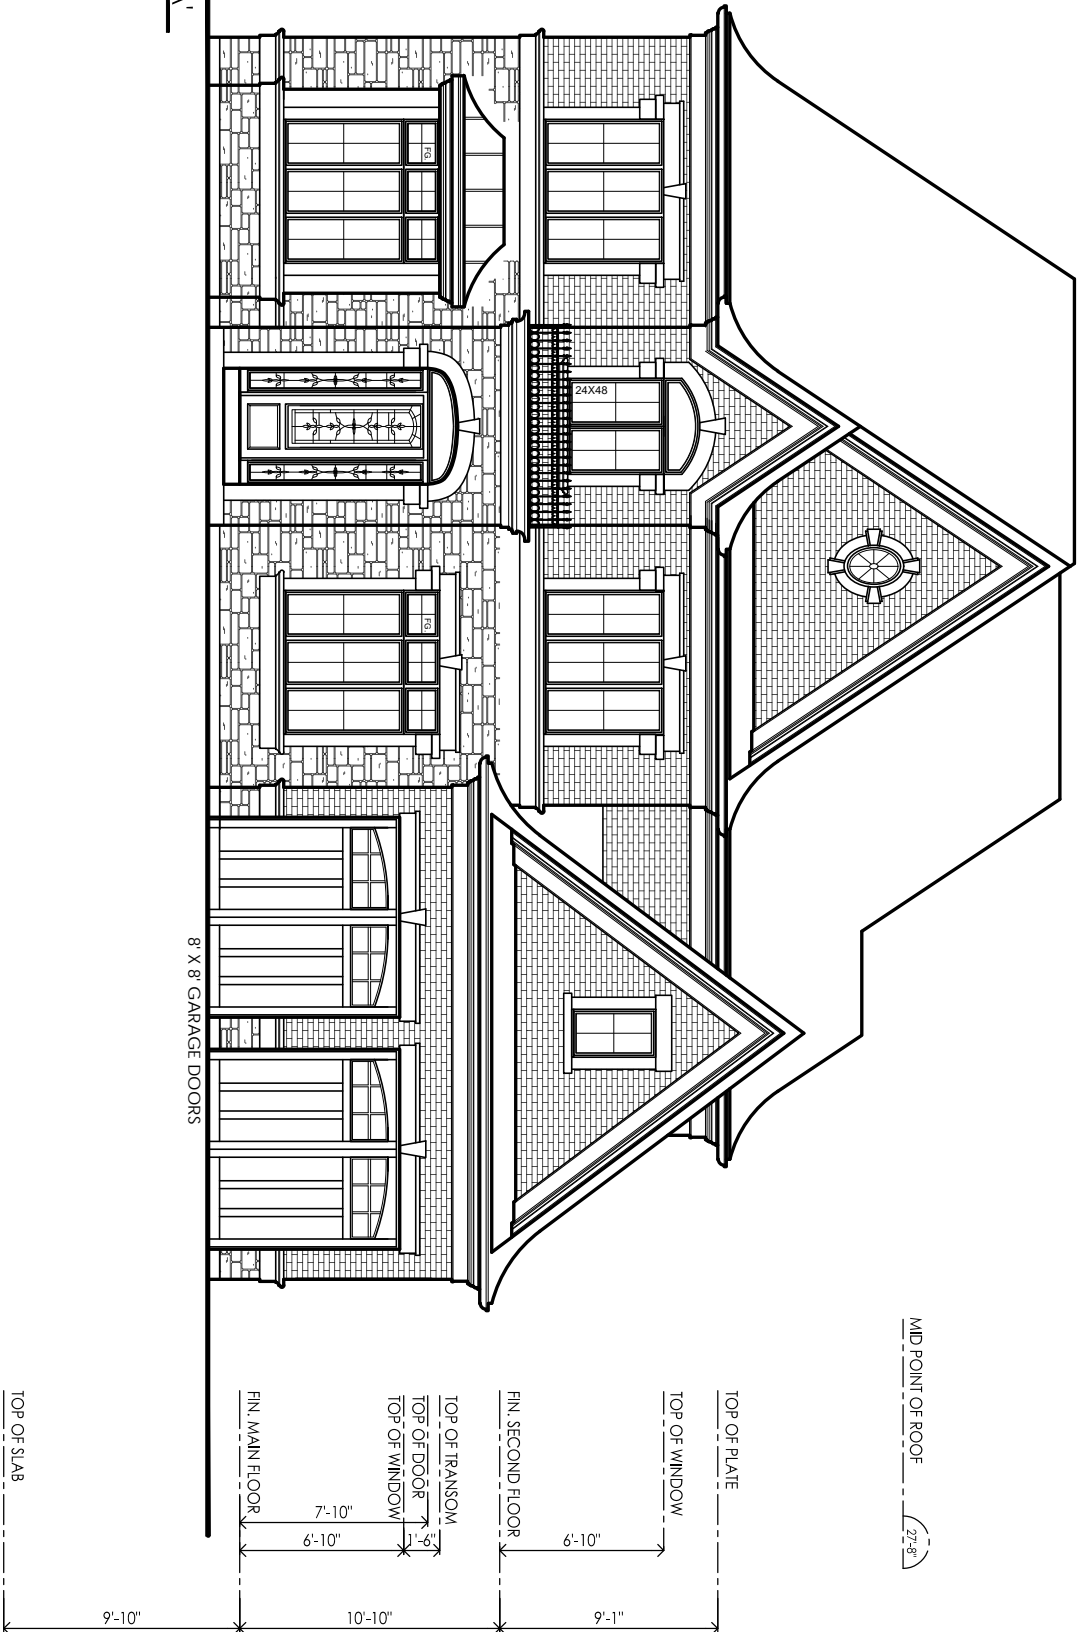 MID POINT OF ROOF
27'-8"
TOP OF PLATE
TOP OF WINDOW
FIN. SECOND FLOOR
TOP OF TRANSOM
TOP OF DOOR
TOP OF WINDOW
FIN. MAIN FLOOR
TOP OF SLAB
6'-10"
1'-6"
6'-10"
7'-10"
9'-1"
10'-10"
9'-10"
24X48
FG.
FG.
8' X 8' GARAGE DOORS